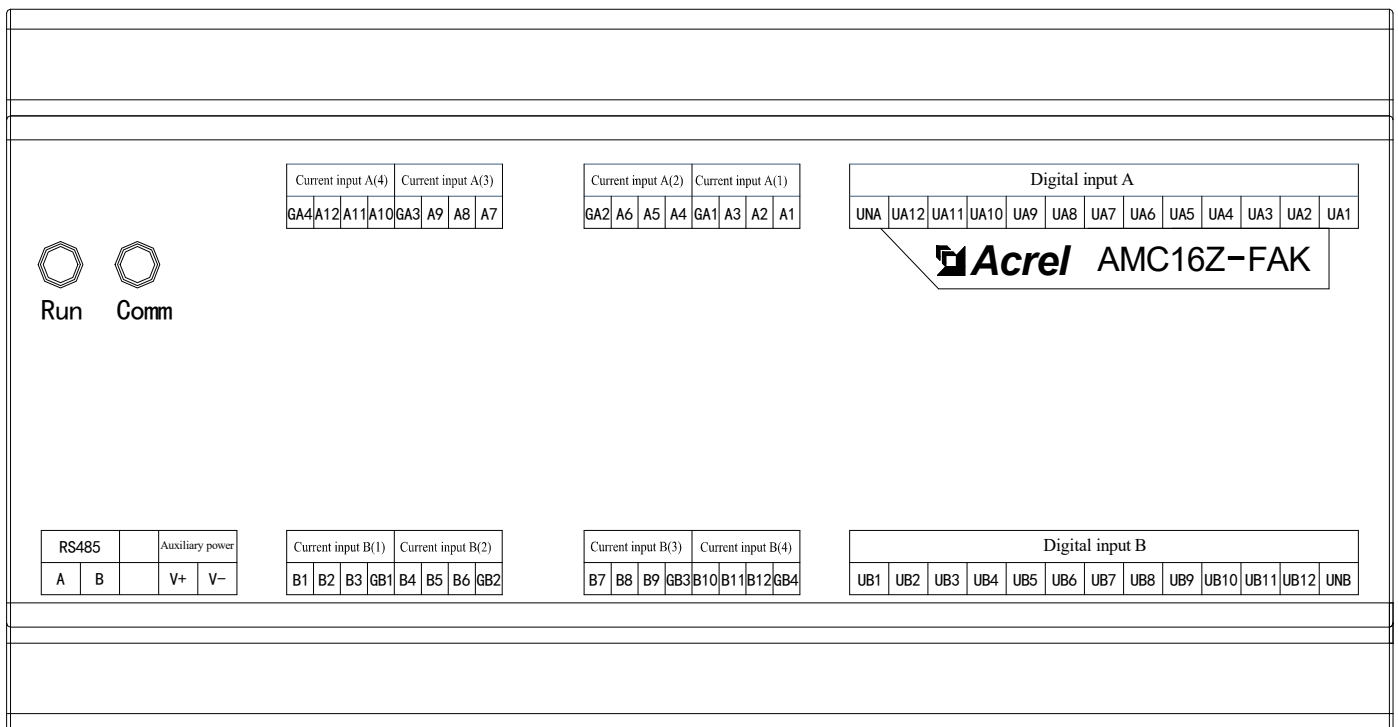 Current input A(4) Current input A(3) Current input A(2) Current input A(1) Digital input A
GA4 A12 A11 A10 GA3 A9 A8 A7 GA2 A6 A5 A4 GA1 A3 A2 A1 UNA UA12 UA11 UA10 UA9 UA8 UA7 UA6 UA5 UA4 UA3 UA2 UA1
Acrel AMC16Z-FAK
Run Comm
RS485 Auxiliary power Current input B(1) Current input B(2) Current input B(3) Current input B(4) Digital input B
A B V+ V- B1 B2 B3 GB1 B4 B5 B6 GB2 B7 B8 B9 GB3 B10 B11 B12 GB4 UB1 UB2 UB3 UB4 UB5 UB6 UB7 UB8 UB9 UB10 UB11 UB12 UNB